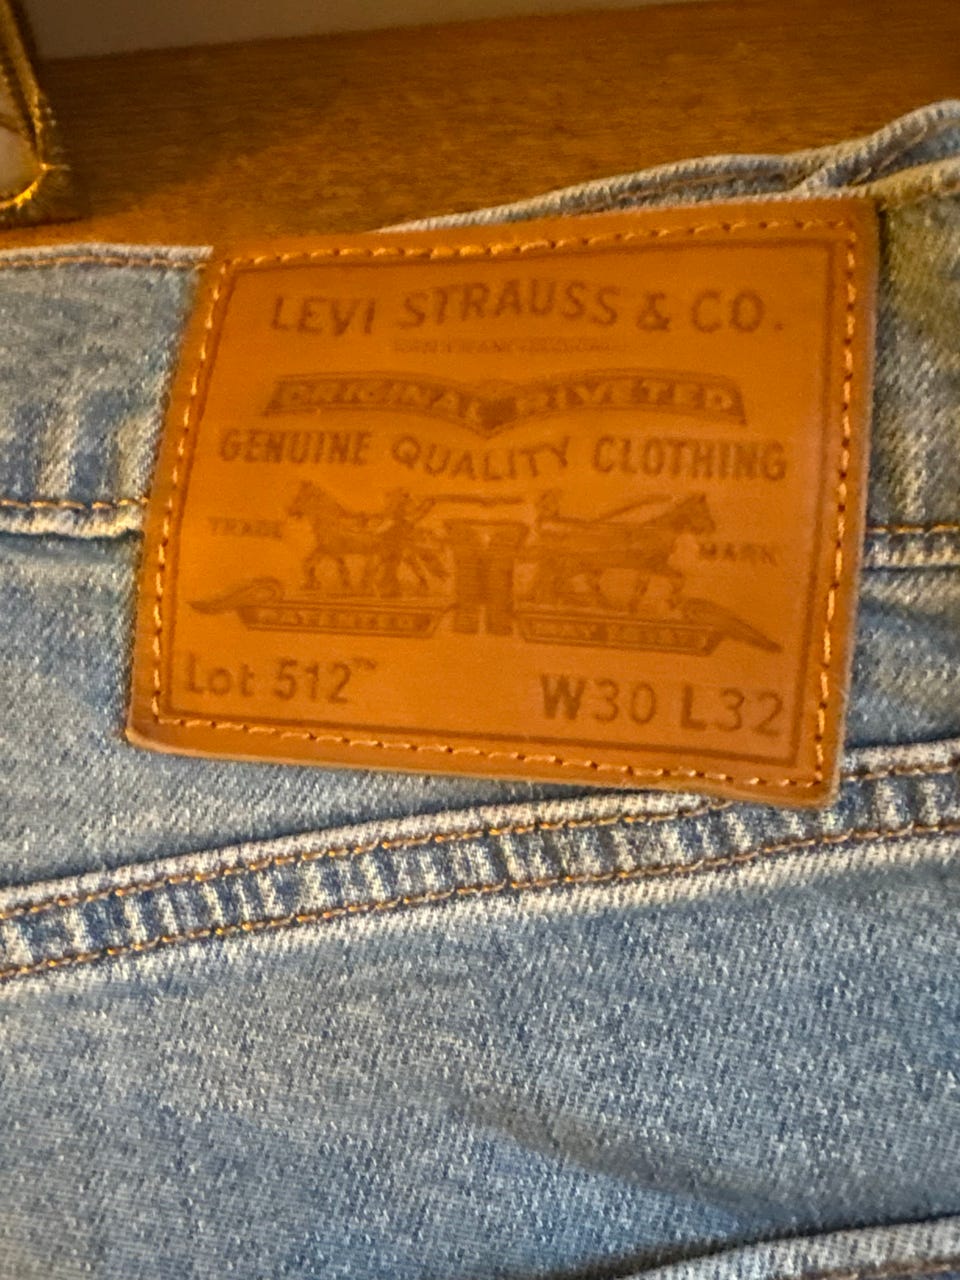 LEVI STRAUSS & CO.
ORIGINAL RIVETED
GENUINE QUALITY CLOTHING
TRADE MARK
PATENTED
Lot 512™ W30 L32